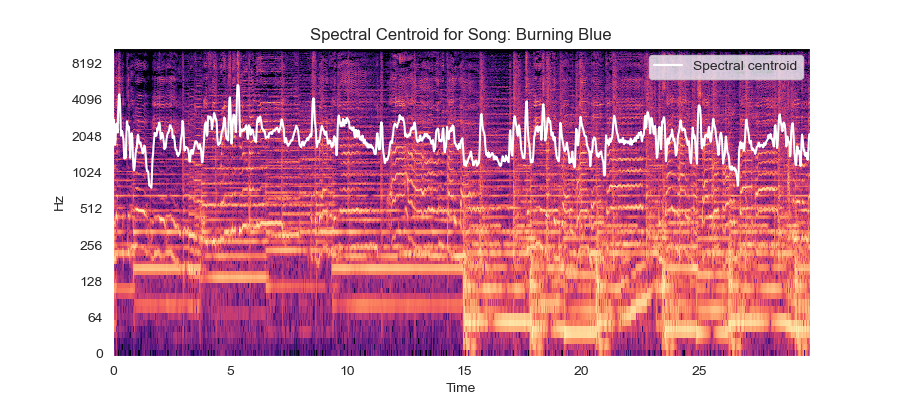 Spectral Centroid for Song: Burning Blue
Spectral centroid
8192
4096
2048
1024
512
256
128
64
0
Hz
0 5 10 15 20 25
Time